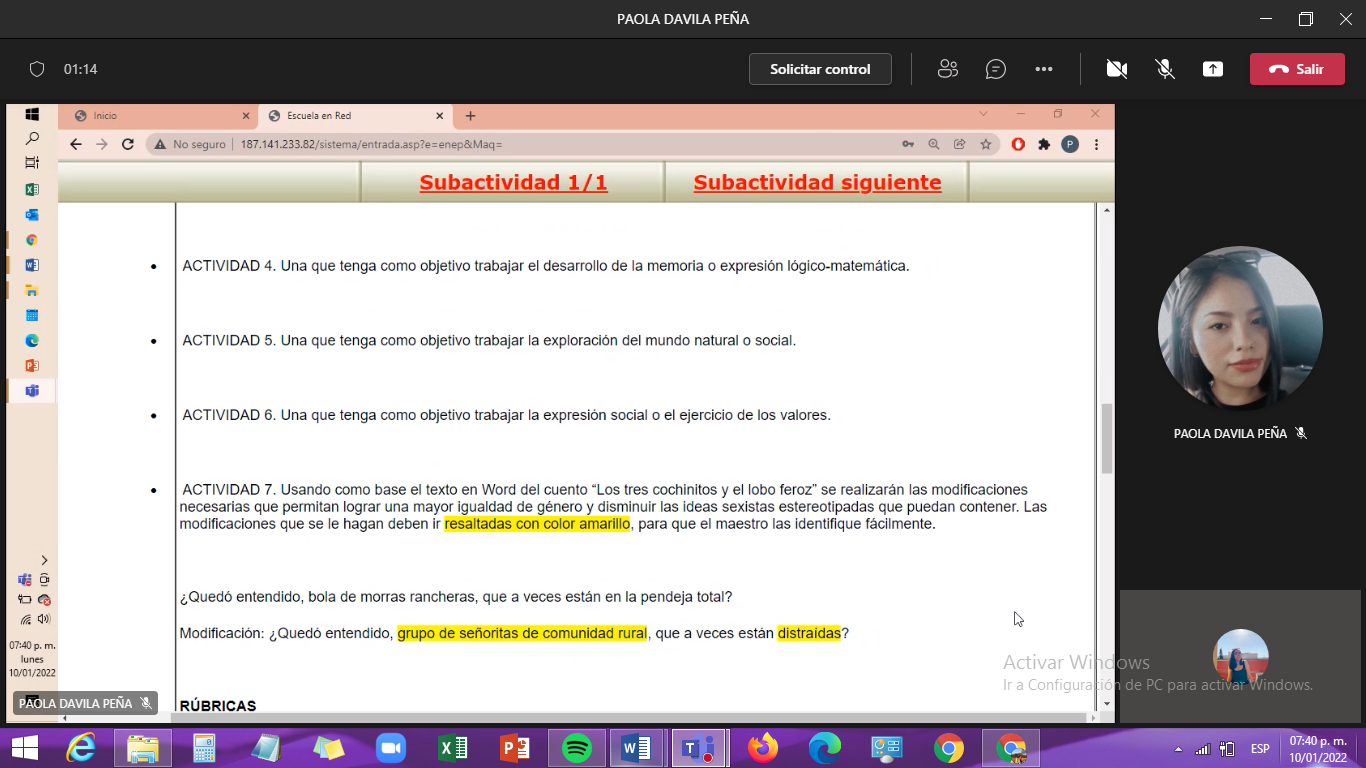 PAOLA DAVILA PEÑA
01:14
Solicitar control
Salir
Inicio
Escuela en Red
No seguro
187.141.233.82/sistema/entrada.asp?e=enep&Maq=
P
Subactividad 1/1
Subactividad siguiente
• ACTIVIDAD 4. Una que tenga como objetivo trabajar el desarrollo de la memoria o expresión lógico-matemática.
• ACTIVIDAD 5. Una que tenga como objetivo trabajar la exploración del mundo natural o social.
• ACTIVIDAD 6. Una que tenga como objetivo trabajar la expresión social o el ejercicio de los valores.
• ACTIVIDAD 7. Usando como base el texto en Word del cuento “Los tres cochinitos y el lobo feroz” se realizarán las modificaciones
necesarias que permitan lograr una mayor igualdad de género y disminuir las ideas sexistas estereotipadas que puedan contener. Las
modificaciones que se le hagan deben ir resaltadas con color amarillo, para que el maestro las identifique fácilmente.
¿Quedó entendido, bola de morras rancheras, que a veces están en la pendeja total?
Modificación: ¿Quedó entendido, grupo de señoritas de comunidad rural, que a veces están distraídas?
RÚBRICAS
07:40 p. m.
lunes
10/01/2022
PAOLA DAVILA PEÑA
PAOLA DAVILA PEÑA
Activar Windows
Ir a Configuración de PC para activar Windows.
ESP
07:40 p. m.
10/01/2022